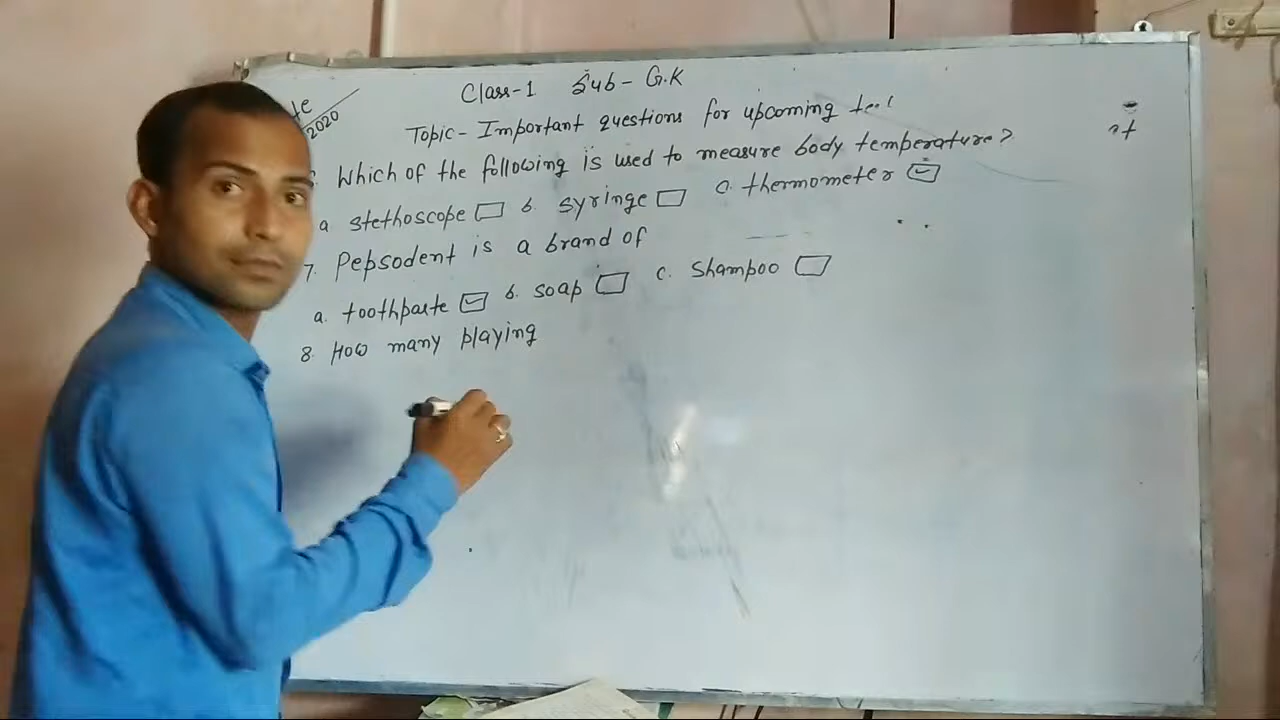 2020
Class-1 Sub- G.K
Topic- Important questions for upcoming
Which of the following is used to measure body temperature?
a stethoscope b. syringe c. thermometer
7. Pepsodent is a brand of
a. toothpaste b. soap c. Shampoo
8. How many playing